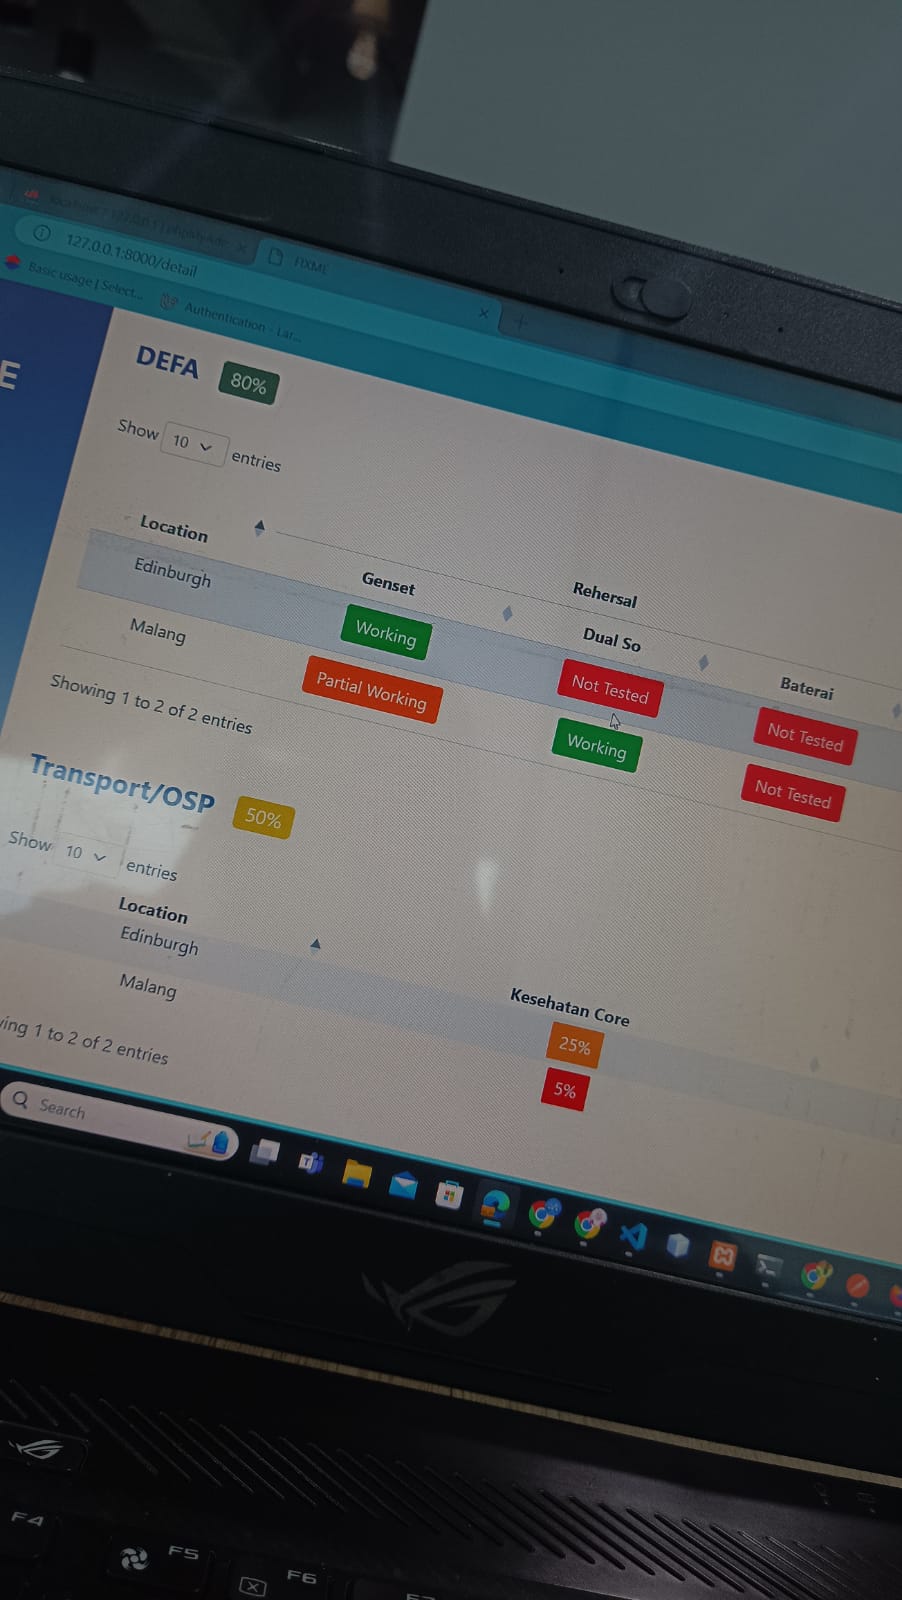 127.0.0.1:8000/detail
FIXME
Basic usage | Select...
Authentication - Lar...
E
DEFA 80%
Show 10 entries
Rehersal
Location Genset Dual So Baterai
Edinburgh Working Not Tested Not Tested
Malang Partial Working Working Not Tested
Showing 1 to 2 of 2 entries
Transport/OSP 50%
Show 10 entries
Location Kesehatan Core
Edinburgh 25%
Malang 5%
ving 1 to 2 of 2 entries
Search
F4
F5
F6